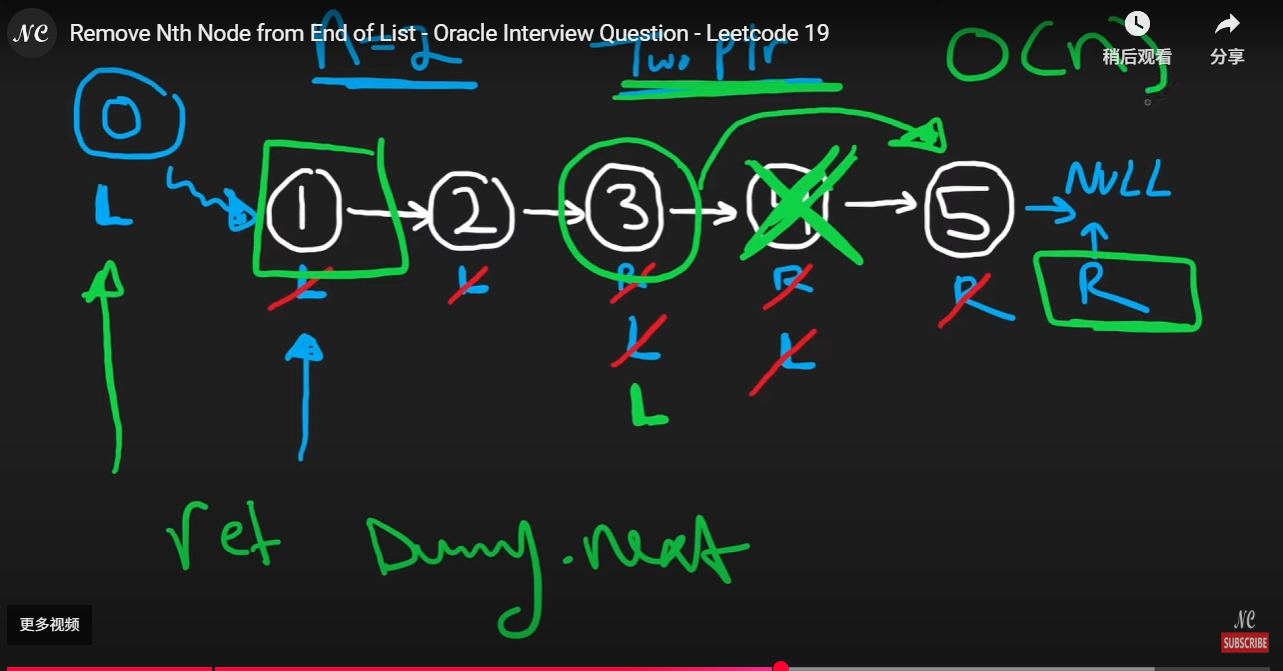 NC Remove Nth Node from End of List - Oracle Interview Question - Leetcode 19
稍后观看 分享
n=2 Two ptr O(n)
0
L
1 2 3 4 5 NULL
L L R R R R
L L
L
ret Dummy.next
更多视频
NC
SUBSCRIBE